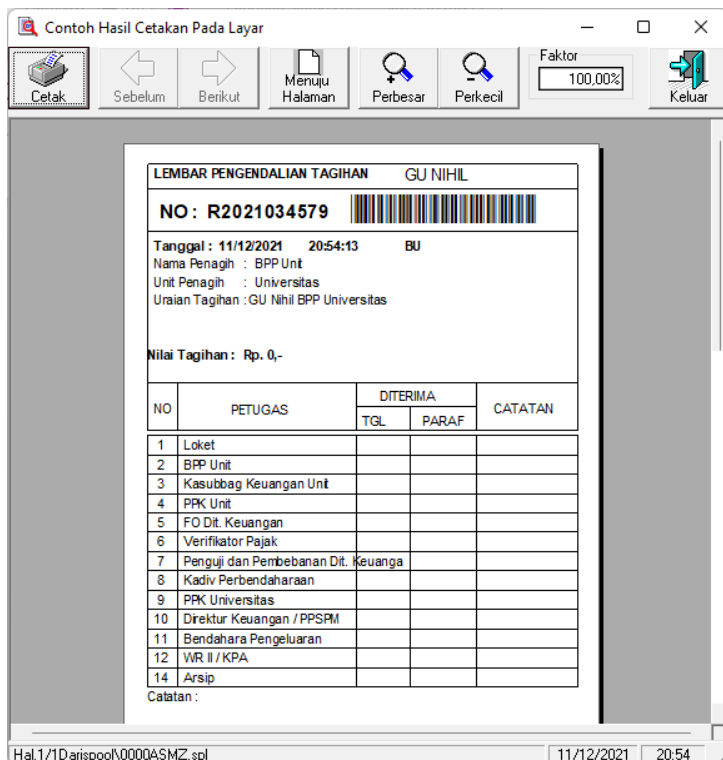 Contoh Hasil Cetakan Pada Layar
Cetak
Sebelum
Berikut
Menuju Halaman
Perbesar
Perkecil
Faktor
100,00%
Keluar
LEMBAR PENGENDALIAN TAGIHAN GU NIHIL
NO : R2021034579
Tanggal : 11/12/2021 20:54:13 BU
Nama Penagih : BPP Unit
Unit Penagih : Universitas
Uraian Tagihan : GU Nihil BPP Universitas
Nilai Tagihan : Rp. 0,-
NO PETUGAS DITERIMA CATATAN
TGL PARAF
1 Loket
2 BPP Unit
3 Kasubbag Keuangan Unit
4 PPK Unit
5 FO Dit. Keuangan
6 Verifikator Pajak
7 Penguji dan Pembebanan Dit. Keuanga
8 Kadiv Perbendaharaan
9 PPK Universitas
10 Direktur Keuangan / PPSPM
11 Bendahara Pengeluaran
12 WR II / KPA
14 Arsip
Catatan :
Hal.1/1Darispool\0000ASMZ.spl 11/12/2021 20:54